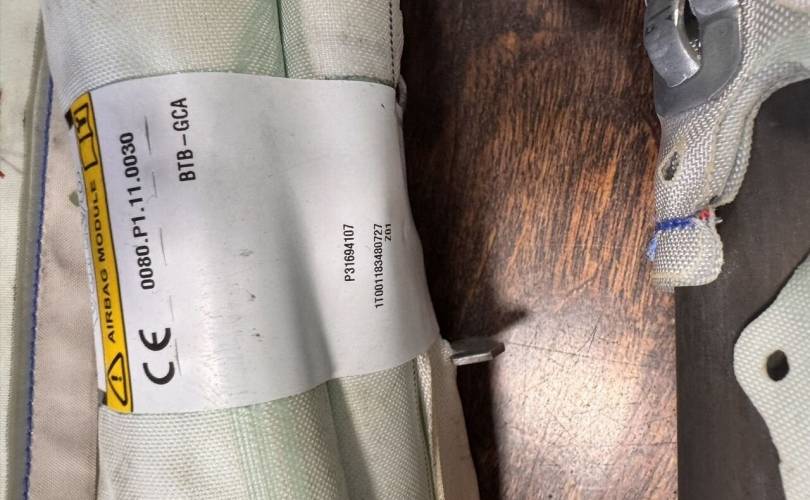 AIRBAG MODULE
CE 0080.P1.11.0030
BTB-GCA
P31694107
1T001183480727
Z01